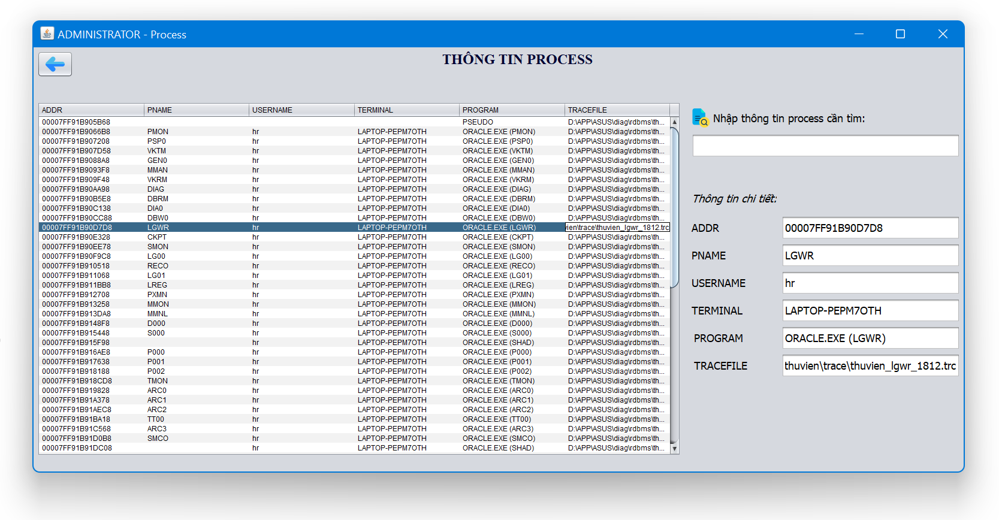 ADMINISTRATOR - Process
THÔNG TIN PROCESS
ADDR PNAME USERNAME TERMINAL PROGRAM TRACEFILE
00007FF91B905B68 PSEUDO D:\APP\ASUS\diag\rdbms\th...
00007FF91B9066B8 PMON hr LAPTOP-PEPM7OTH ORACLE.EXE (PMON) D:\APP\ASUS\diag\rdbms\th...
00007FF91B907208 PSP0 hr LAPTOP-PEPM7OTH ORACLE.EXE (PSP0) D:\APP\ASUS\diag\rdbms\th...
00007FF91B907D58 VKTM hr LAPTOP-PEPM7OTH ORACLE.EXE (VKTM) D:\APP\ASUS\diag\rdbms\th...
00007FF91B9088A8 GEN0 hr LAPTOP-PEPM7OTH ORACLE.EXE (GEN0) D:\APP\ASUS\diag\rdbms\th...
00007FF91B9093F8 MMAN hr LAPTOP-PEPM7OTH ORACLE.EXE (MMAN) D:\APP\ASUS\diag\rdbms\th...
00007FF91B909F48 VKRM hr LAPTOP-PEPM7OTH ORACLE.EXE (VKRM) D:\APP\ASUS\diag\rdbms\th...
00007FF91B90AA98 DIAG hr LAPTOP-PEPM7OTH ORACLE.EXE (DIAG) D:\APP\ASUS\diag\rdbms\th...
00007FF91B90B5E8 DBRM hr LAPTOP-PEPM7OTH ORACLE.EXE (DBRM) D:\APP\ASUS\diag\rdbms\th...
00007FF91B90C138 DIA0 hr LAPTOP-PEPM7OTH ORACLE.EXE (DIA0) D:\APP\ASUS\diag\rdbms\th...
00007FF91B90CC88 DBW0 hr LAPTOP-PEPM7OTH ORACLE.EXE (DBW0) D:\APP\ASUS\diag\rdbms\th...
00007FF91B90D7D8 LGWR hr LAPTOP-PEPM7OTH ORACLE.EXE (LGWR) vien\trace\thuvien_lgwr_1812.trc
00007FF91B90E328 CKPT hr LAPTOP-PEPM7OTH ORACLE.EXE (CKPT) D:\APP\ASUS\diag\rdbms\th...
00007FF91B90EE78 SMON hr LAPTOP-PEPM7OTH ORACLE.EXE (SMON) D:\APP\ASUS\diag\rdbms\th...
00007FF91B90F9C8 LG00 hr LAPTOP-PEPM7OTH ORACLE.EXE (LG00) D:\APP\ASUS\diag\rdbms\th...
00007FF91B910518 RECO hr LAPTOP-PEPM7OTH ORACLE.EXE (RECO) D:\APP\ASUS\diag\rdbms\th...
00007FF91B911068 LG01 hr LAPTOP-PEPM7OTH ORACLE.EXE (LG01) D:\APP\ASUS\diag\rdbms\th...
00007FF91B911BB8 LREG hr LAPTOP-PEPM7OTH ORACLE.EXE (LREG) D:\APP\ASUS\diag\rdbms\th...
00007FF91B912708 PXMN hr LAPTOP-PEPM7OTH ORACLE.EXE (PXMN) D:\APP\ASUS\diag\rdbms\th...
00007FF91B913258 MMON hr LAPTOP-PEPM7OTH ORACLE.EXE (MMON) D:\APP\ASUS\diag\rdbms\th...
00007FF91B913DA8 MMNL hr LAPTOP-PEPM7OTH ORACLE.EXE (MMNL) D:\APP\ASUS\diag\rdbms\th...
00007FF91B9148F8 D000 hr LAPTOP-PEPM7OTH ORACLE.EXE (D000) D:\APP\ASUS\diag\rdbms\th...
00007FF91B915448 S000 hr LAPTOP-PEPM7OTH ORACLE.EXE (S000) D:\APP\ASUS\diag\rdbms\th...
00007FF91B915F98 hr LAPTOP-PEPM7OTH ORACLE.EXE (SHAD) D:\APP\ASUS\diag\rdbms\th...
00007FF91B916AE8 P000 hr LAPTOP-PEPM7OTH ORACLE.EXE (P000) D:\APP\ASUS\diag\rdbms\th...
00007FF91B917638 P001 hr LAPTOP-PEPM7OTH ORACLE.EXE (P001) D:\APP\ASUS\diag\rdbms\th...
00007FF91B918188 P002 hr LAPTOP-PEPM7OTH ORACLE.EXE (P002) D:\APP\ASUS\diag\rdbms\th...
00007FF91B918CD8 TMON hr LAPTOP-PEPM7OTH ORACLE.EXE (TMON) D:\APP\ASUS\diag\rdbms\th...
00007FF91B919828 ARC0 hr LAPTOP-PEPM7OTH ORACLE.EXE (ARC0) D:\APP\ASUS\diag\rdbms\th...
00007FF91B91A378 ARC1 hr LAPTOP-PEPM7OTH ORACLE.EXE (ARC1) D:\APP\ASUS\diag\rdbms\th...
00007FF91B91AEC8 ARC2 hr LAPTOP-PEPM7OTH ORACLE.EXE (ARC2) D:\APP\ASUS\diag\rdbms\th...
00007FF91B91BA18 TT00 hr LAPTOP-PEPM7OTH ORACLE.EXE (TT00) D:\APP\ASUS\diag\rdbms\th...
00007FF91B91C568 ARC3 hr LAPTOP-PEPM7OTH ORACLE.EXE (ARC3) D:\APP\ASUS\diag\rdbms\th...
00007FF91B91D0B8 SMCO hr LAPTOP-PEPM7OTH ORACLE.EXE (SMCO) D:\APP\ASUS\diag\rdbms\th...
00007FF91B91DC08 hr LAPTOP-PEPM7OTH ORACLE.EXE (SHAD) D:\APP\ASUS\diag\rdbms\th...
Nhập thông tin process cần tìm:
Thông tin chi tiết:
ADDR 00007FF91B90D7D8
PNAME LGWR
USERNAME hr
TERMINAL LAPTOP-PEPM7OTH
PROGRAM ORACLE.EXE (LGWR)
TRACEFILE thuvien\trace\thuvien_lgwr_1812.trc